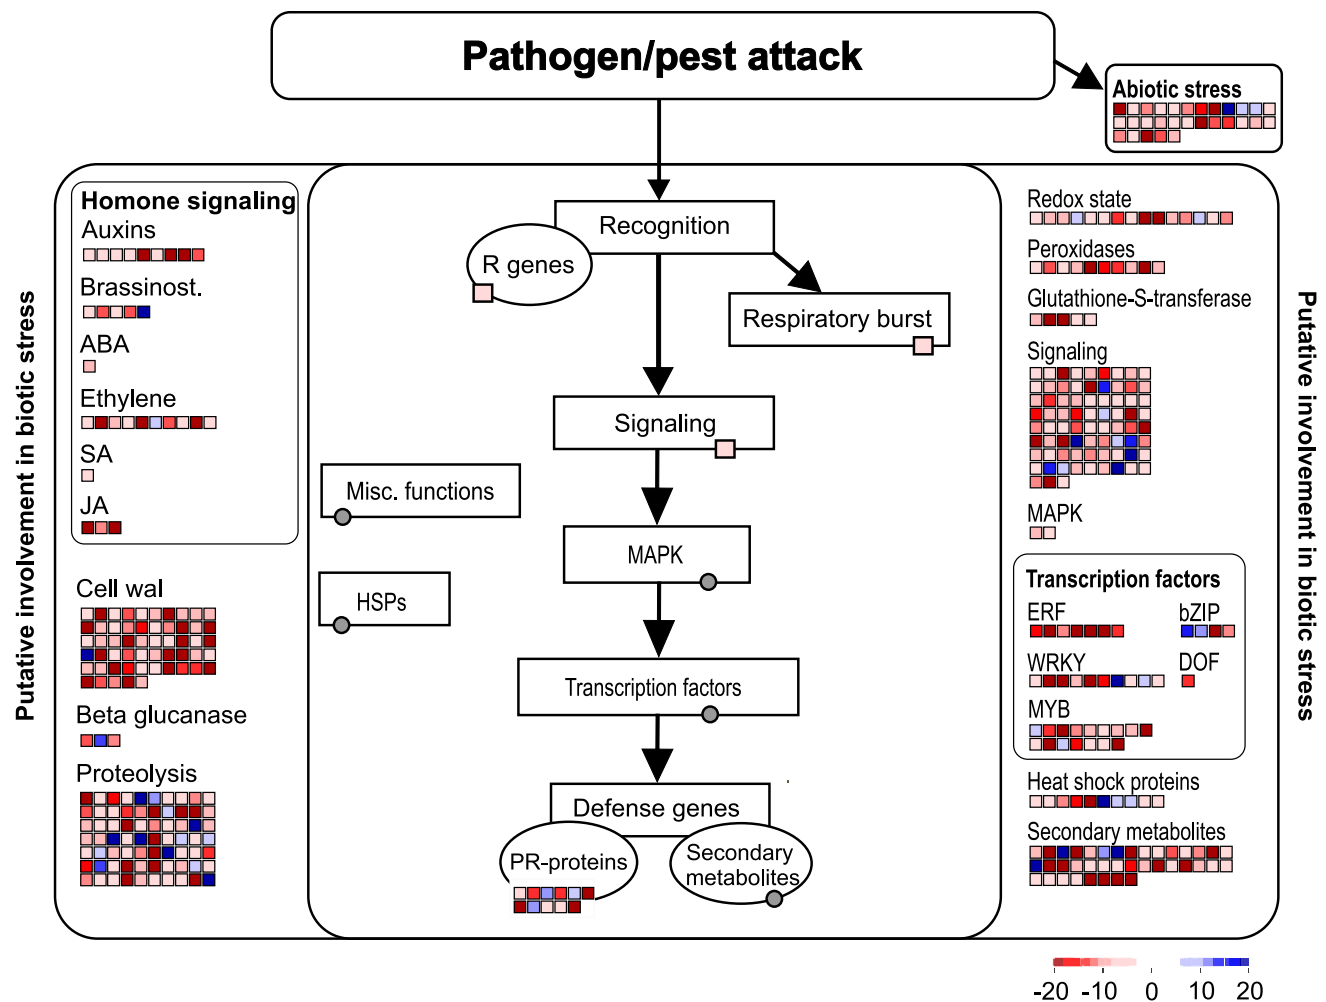 Pathogen/pest attack
Abiotic stress
Putative involvement in biotic stress
Homone signaling
Auxins
Brassinost.
ABA
Ethylene
SA
JA
Cell wal
Beta glucanase
Proteolysis
Recognition
R genes
Respiratory burst
Signaling
Misc. functions
MAPK
HSPs
Transcription factors
Defense genes
PR-proteins
Secondary
metabolites
Redox state
Peroxidases
Glutathione-S-transferase
Signaling
MAPK
Transcription factors
ERF
bZIP
WRKY
DOF
MYB
Heat shock proteins
Secondary metabolites
Putative involvement in biotic stress
-20 -10 0 10 20